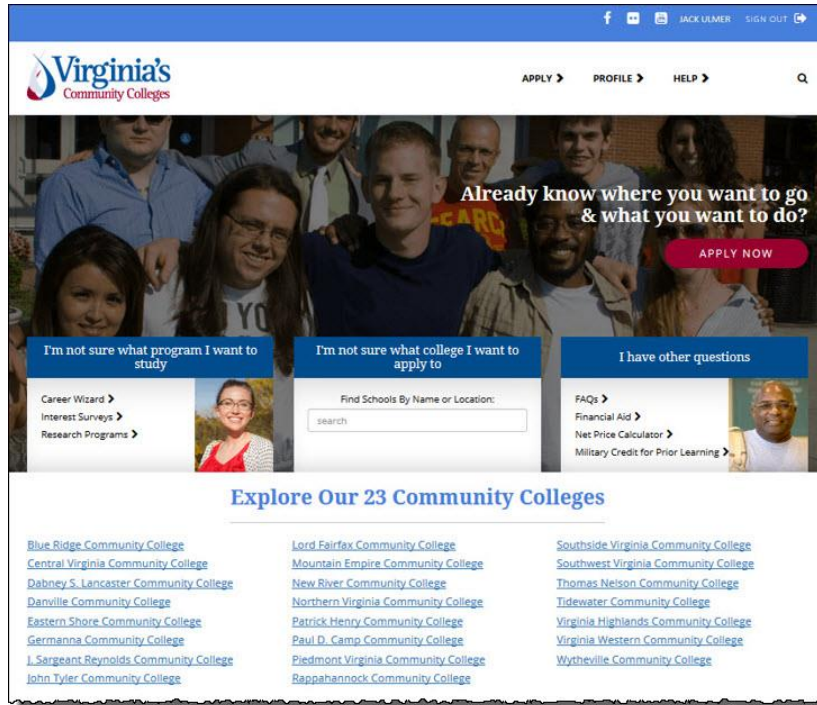 JACK ULMER SIGN OUT
Virginia's
Community Colleges
APPLY PROFILE HELP
Already know where you want to go
& what you want to do?
APPLY NOW
I'm not sure what program I want to
study
Career Wizard
Interest Surveys
Research Programs
I'm not sure what college I want to
apply to
Find Schools By Name or Location:
search
I have other questions
FAQs
Financial Aid
Net Price Calculator
Military Credit for Prior Learning
Explore Our 23 Community Colleges
Blue Ridge Community College
Central Virginia Community College
Dabney S. Lancaster Community College
Danville Community College
Eastern Shore Community College
Germanna Community College
J. Sargeant Reynolds Community College
John Tyler Community College
Lord Fairfax Community College
Mountain Empire Community College
New River Community College
Northern Virginia Community College
Patrick Henry Community College
Paul D. Camp Community College
Piedmont Virginia Community College
Rappahannock Community College
Southside Virginia Community College
Southwest Virginia Community College
Thomas Nelson Community College
Tidewater Community College
Virginia Highlands Community College
Virginia Western Community College
Wytheville Community College